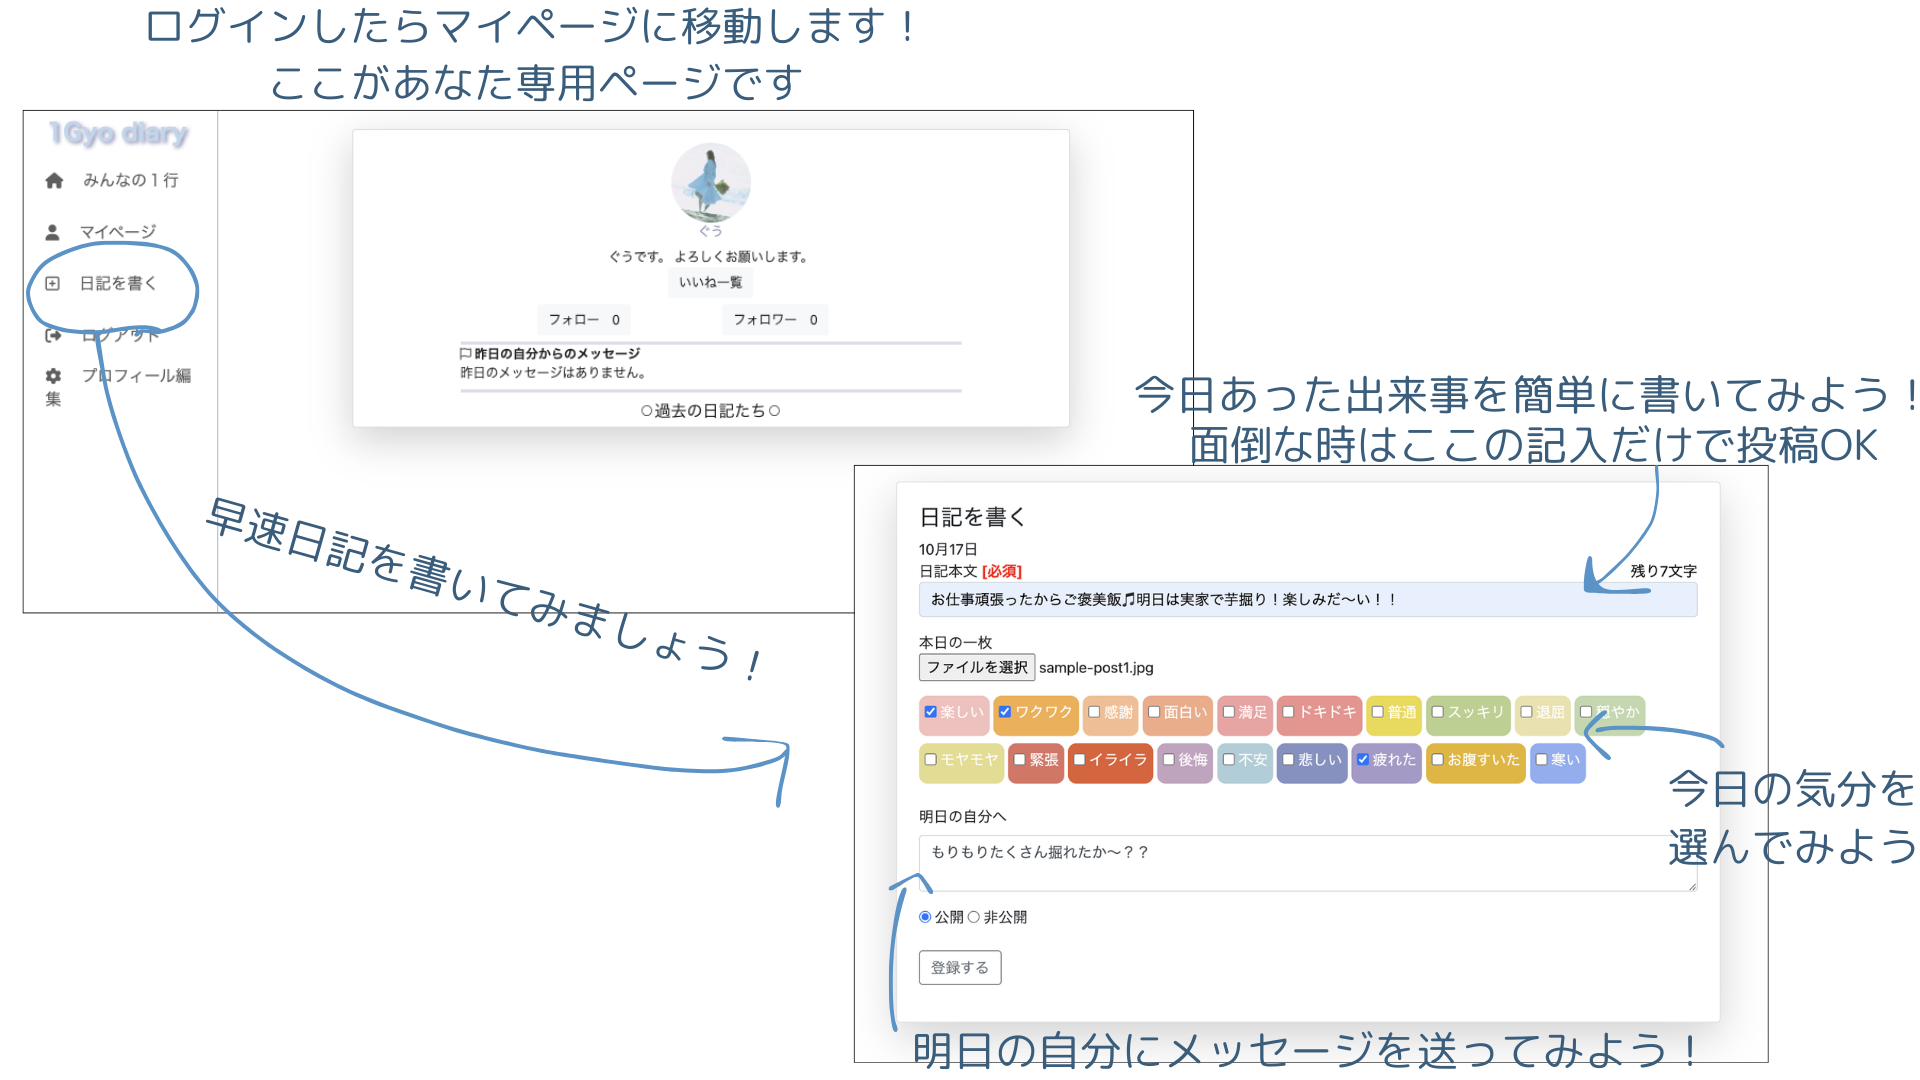 ログインしたらマイページに移動します！
ここがあなた専用ページです
1Gyo diary
みんなの１行
マイページ
日記を書く
ログアウト
プロフィール編
集
ぐう
ぐうです。 よろしくお願いします。
いいね一覧
フォロー 0
フォロワー 0
昨日の自分からのメッセージ
昨日のメッセージはありません。
○過去の日記たち○
早速日記を書いてみましょう！
今日あった出来事を簡単に書いてみよう！
面倒な時はここの記入だけで投稿OK
日記を書く
10月17日
日記本文 [必須]
残り7文字
お仕事頑張ったからご褒美飯🎵明日は実家で芋掘り！楽しみだ〜い！！
本日の一枚
ファイルを選択 sample-post1.jpg
楽しい ワクワク 感謝 面白い 満足 ドキドキ 普通 スッキリ 退屈 穏やか
モヤモヤ 緊張 イライラ 後悔 不安 悲しい 疲れた お腹すいた 寒い
今日の気分を
選んでみよう
明日の自分へ
もりもりたくさん掘れたか〜？？
公開 非公開
登録する
明日の自分にメッセージを送ってみよう！